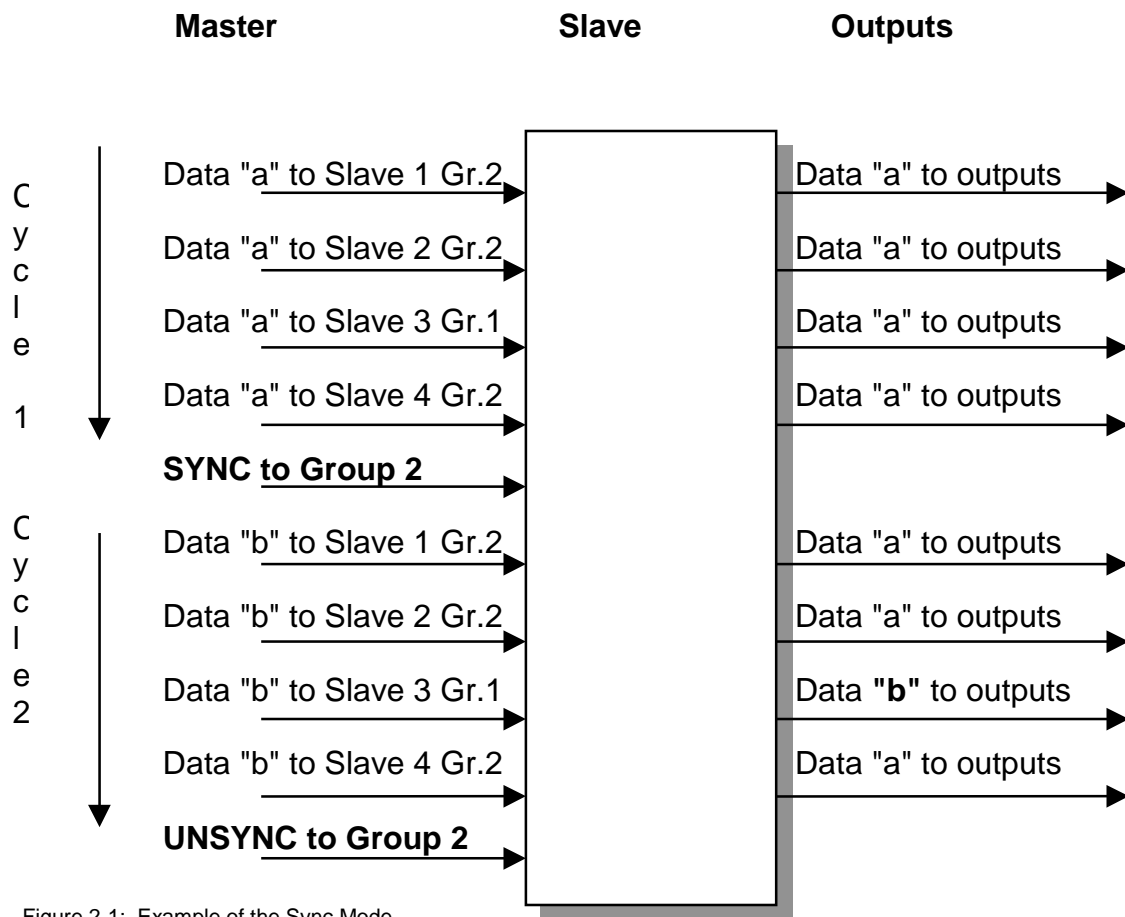 Master Slave Outputs
Cycle 1
Data "a" to Slave 1 Gr.2 Data "a" to outputs
Data "a" to Slave 2 Gr.2 Data "a" to outputs
Data "a" to Slave 3 Gr.1 Data "a" to outputs
Data "a" to Slave 4 Gr.2 Data "a" to outputs
SYNC to Group 2
Cycle2
Data "b" to Slave 1 Gr.2 Data "a" to outputs
Data "b" to Slave 2 Gr.2 Data "a" to outputs
Data "b" to Slave 3 Gr.1 Data "b" to outputs
Data "b" to Slave 4 Gr.2 Data "a" to outputs
UNSYNC to Group 2
Figure 2-1: Example of the Sync Mode